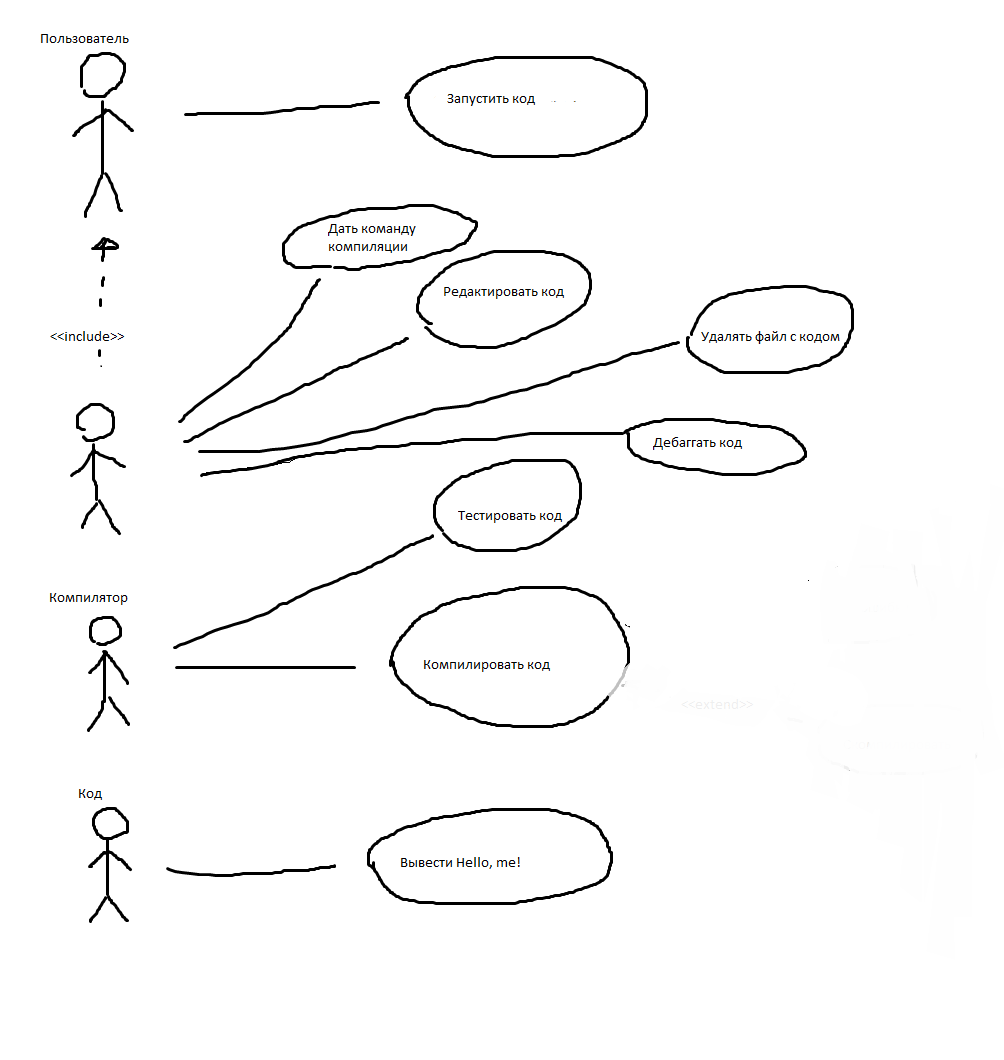 Пользователь
Запустить код
Дать команду
компиляции
Редактировать код
<<include>>
Удалять файл с кодом
Дебаггать код
Тестировать код
Компилятор
Компилировать код
<<extend>>
Код
Вывести Hello, me!